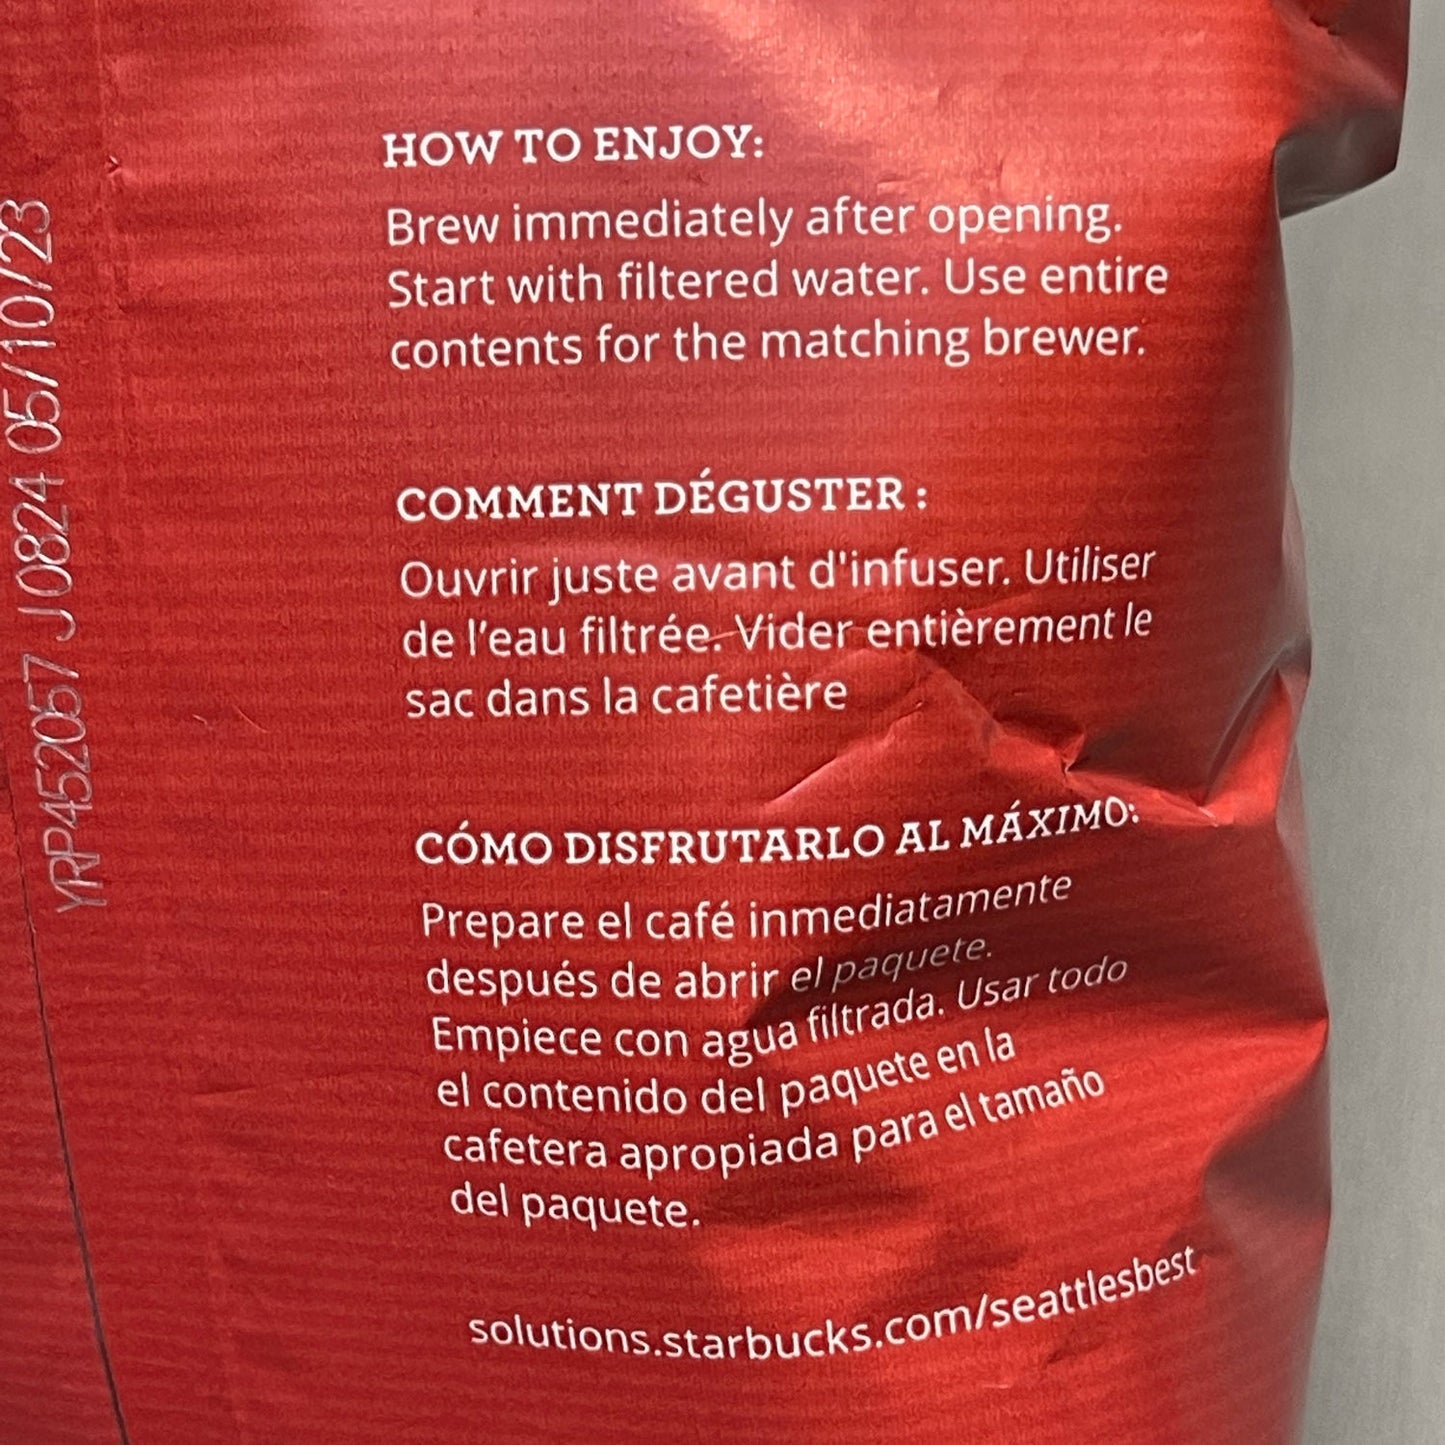 HOW TO ENJOY:
Brew immediately after opening.
Start with filtered water. Use entire
contents for the matching brewer.
COMMENT DÉGUSTER :
Ouvrir juste avant d'infuser. Utiliser
de l’eau filtrée. Vider entièrement le
sac dans la cafetière
CÓMO DISFRUTARLO AL MÁXIMO:
Prepare el café inmediatamente
después de abrir el paquete.
Empiece con agua filtrada. Usar todo
el contenido del paquete en la
cafetera apropiada para el tamaño
del paquete.
solutions.starbucks.com/seattlesbest
YRP452057 J0824 05/10/23